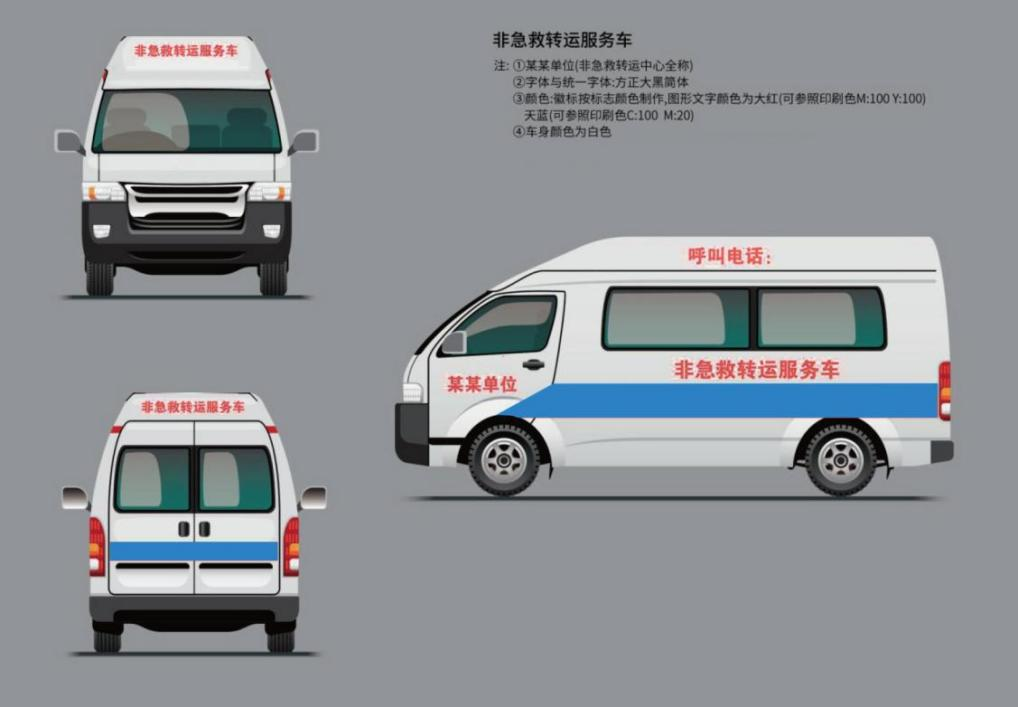 非急救转运服务车
非急救转运服务车
注: ①某某单位(非急救转运中心全称)
②字体与统一字体:方正大黑简体
③颜色:徽标按标志颜色制作,图形文字颜色为大红(可参照印刷色M:100 Y:100)
天蓝(可参照印刷色C:100 M:20)
④车身颜色为白色
呼叫电话:
非急救转运服务车
某某单位
非急救转运服务车